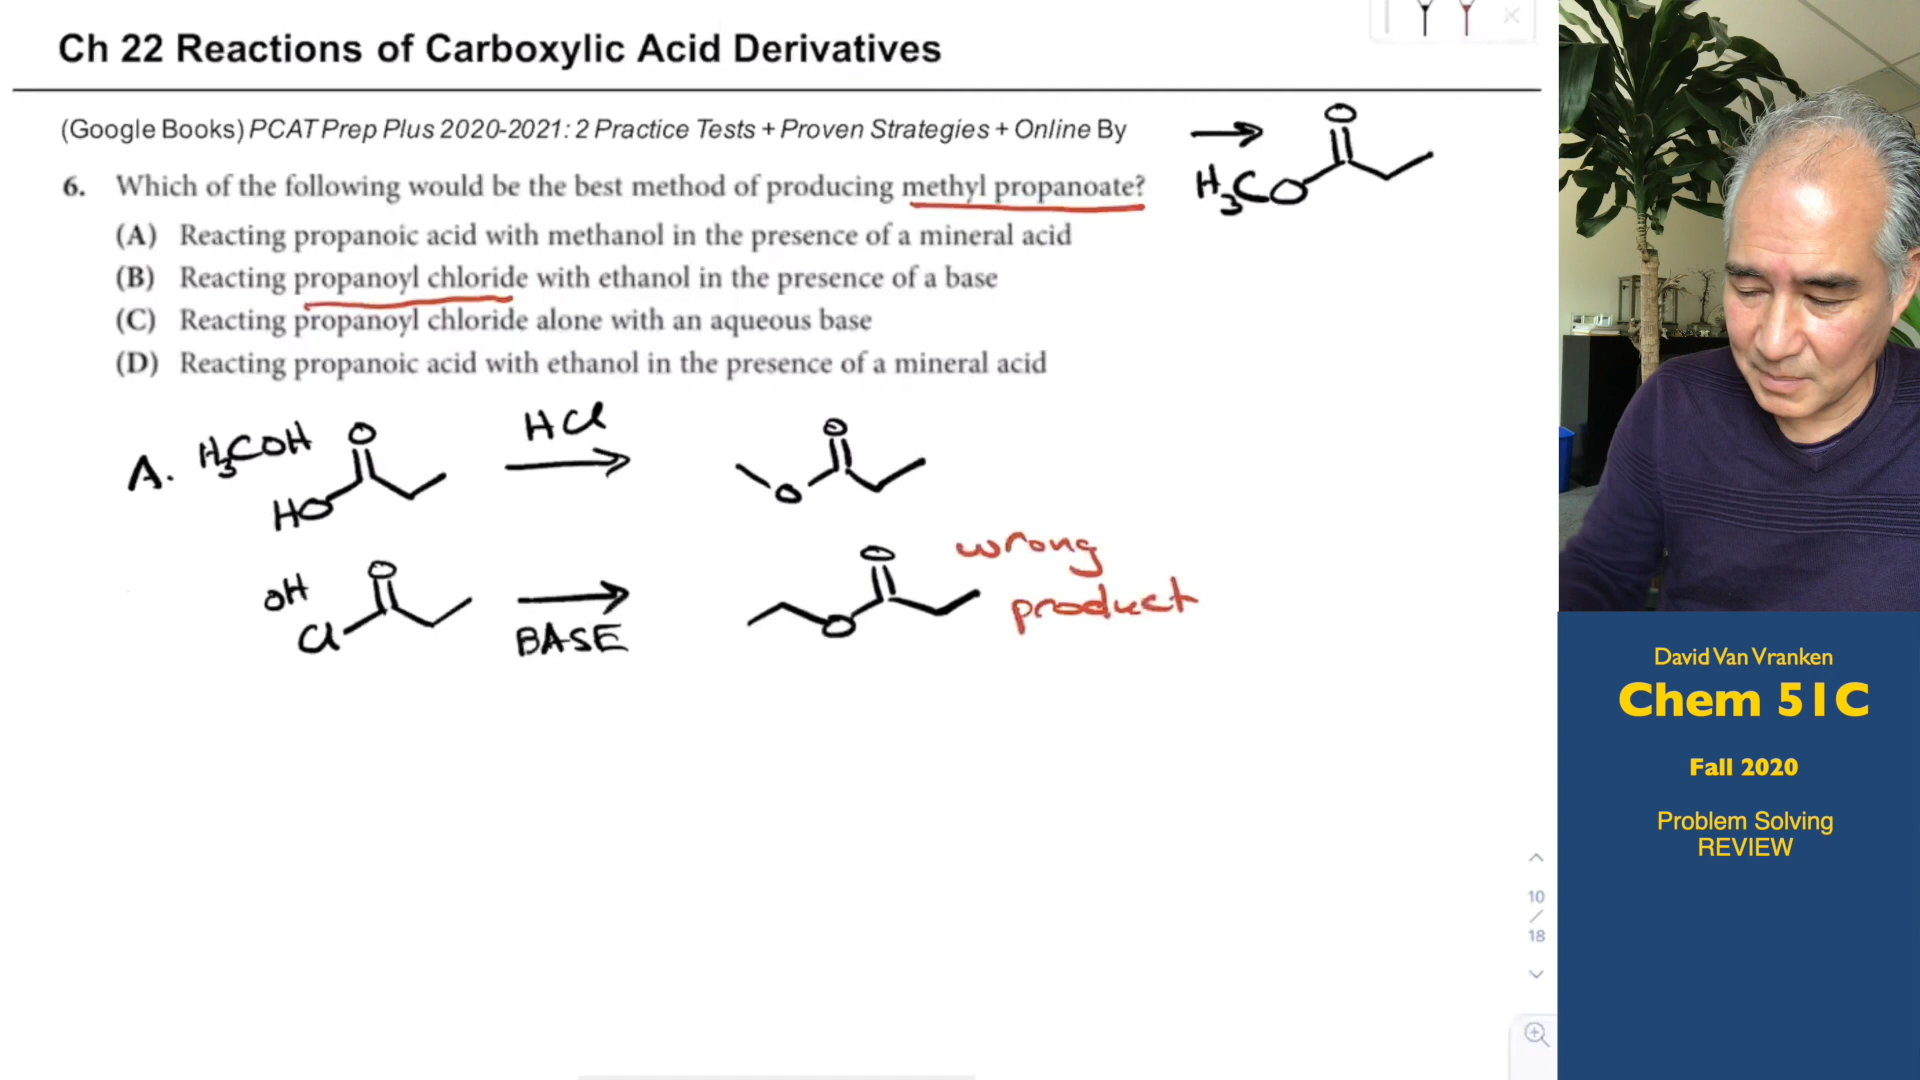 Ch 22 Reactions of Carboxylic Acid Derivatives
(Google Books) PCAT Prep Plus 2020-2021: 2 Practice Tests + Proven Strategies + Online By
O
H₃CO
6. Which of the following would be the best method of producing methyl propanoate?
(A) Reacting propanoic acid with methanol in the presence of a mineral acid
(B) Reacting propanoyl chloride with ethanol in the presence of a base
(C) Reacting propanoyl chloride alone with an aqueous base
(D) Reacting propanoic acid with ethanol in the presence of a mineral acid
A. H₃COH O HCl O
HO O
OH O O wrong
Cl BASE O product
David Van Vranken
Chem 51C
Fall 2020
Problem Solving
REVIEW
10
/
18